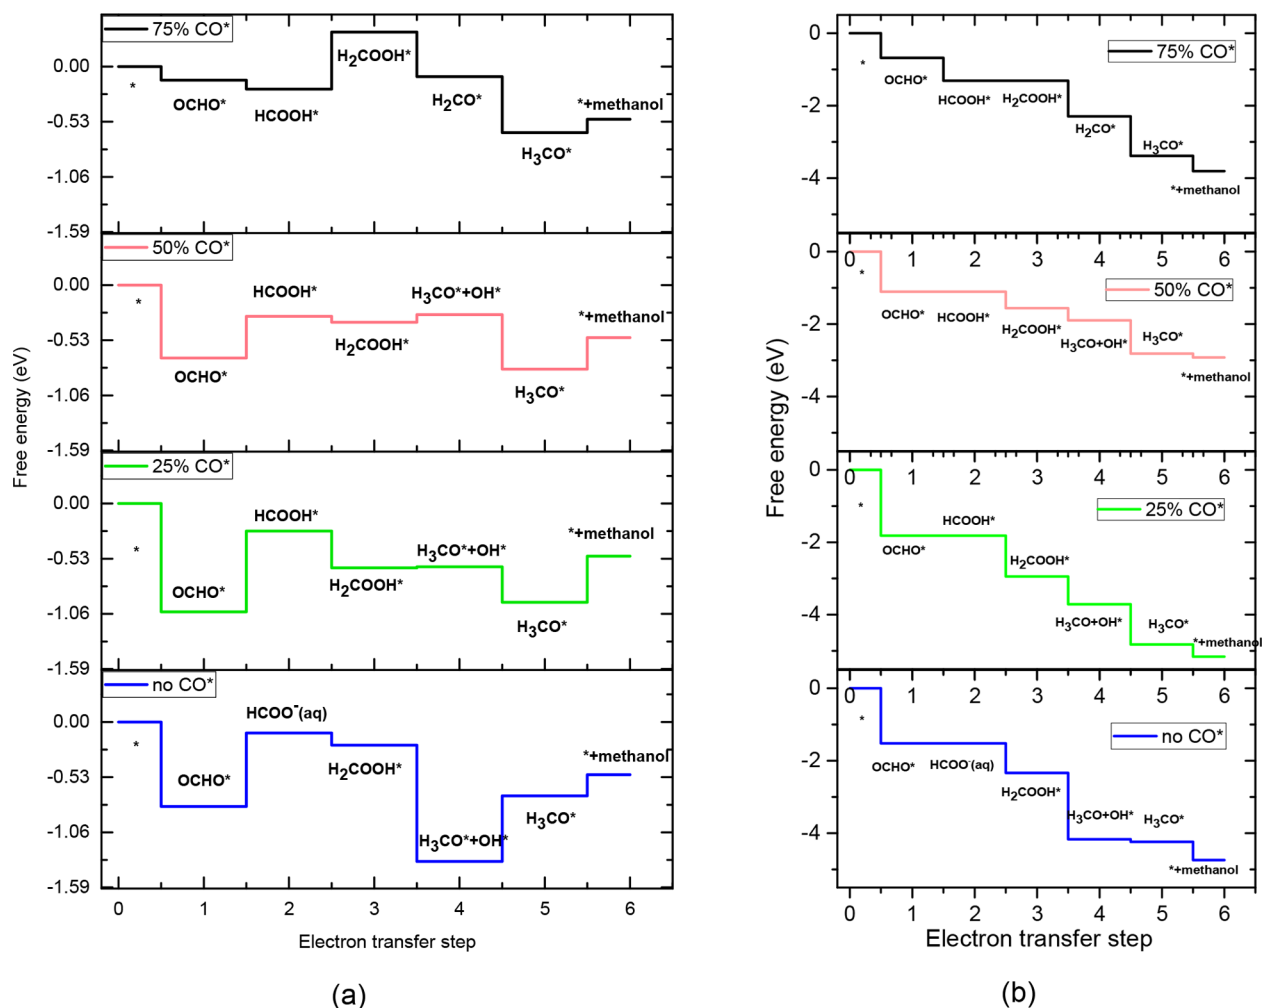 75% CO*
0.00
-0.53
-1.06
-1.59
*
OCHO*
HCOOH*
H₂COOH*
H₂CO*
H₃CO*
*+methanol
50% CO*
0.00
-0.53
-1.06
-1.59
*
OCHO*
HCOOH*
H₂COOH*
H₃CO*+OH*
H₃CO*
*+methanol
25% CO*
0.00
-0.53
-1.06
-1.59
*
OCHO*
HCOOH*
H₂COOH*
H₃CO*+OH*
H₃CO*
*+methanol
no CO*
0.00
-0.53
-1.06
-1.59
*
OCHO*
HCOO⁻(aq)
H₂COOH*
H₃CO*+OH*
H₃CO*
*+methanol
0 1 2 3 4 5 6
Free energy (eV)
Electron transfer step
(a)
75% CO*
0
-2
-4
*
OCHO*
HCOOH*
H₂COOH*
H₂CO*
H₃CO*
*+methanol
0 1 2 3 4 5 6
50% CO*
0
-2
-4
*
OCHO*
HCOOH*
H₂COOH*
H₃CO+OH*
H₃CO*
*+methanol
0 1 2 3 4 5 6
25% CO*
0
-2
-4
*
OCHO*
HCOOH*
H₂COOH*
H₃CO+OH*
H₃CO*
*+methanol
0 1 2 3 4 5 6
no CO*
0
-2
-4
*
OCHO*
HCOO⁻(aq)
H₂COOH*
H₃CO+OH*
H₃CO*
*+methanol
0 1 2 3 4 5 6
Free energy (eV)
Electron transfer step
(b)